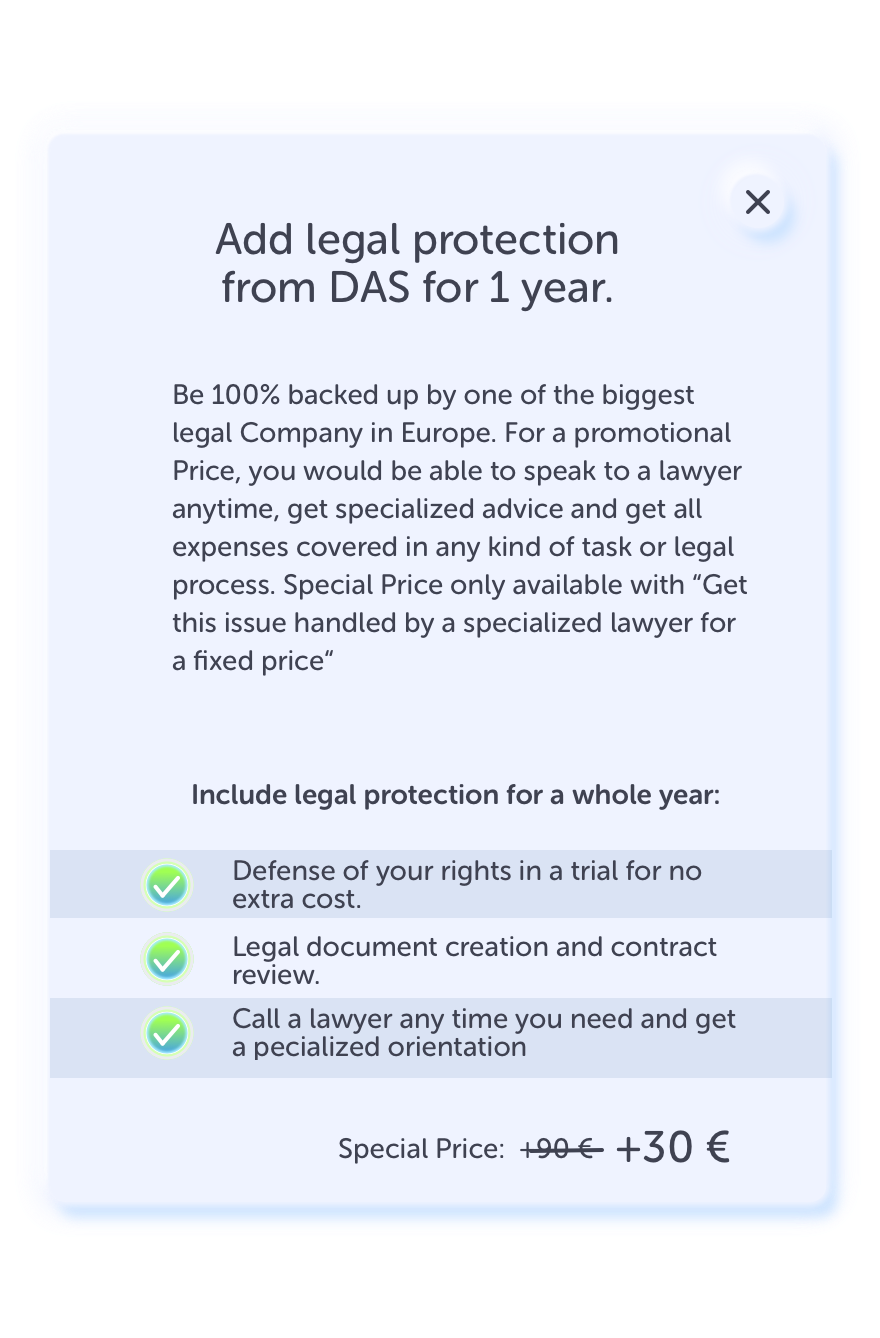 Add legal protection
from DAS for 1 year.
Be 100% backed up by one of the biggest
legal Company in Europe. For a promotional
Price, you would be able to speak to a lawyer
anytime, get specialized advice and get all
expenses covered in any kind of task or legal
process. Special Price only available with “Get
this issue handled by a specialized lawyer for
a fixed price“
Include legal protection for a whole year:
Defense of your rights in a trial for no
extra cost.
Legal document creation and contract
review.
Call a lawyer any time you need and get
a pecialized orientation
Special Price: +90 € +30 €